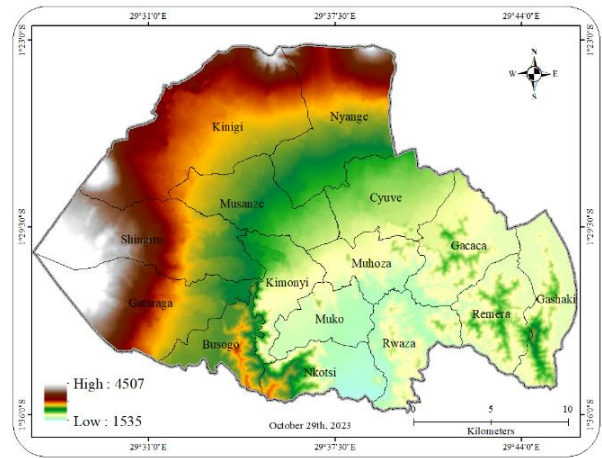 29°31'0"E 29°37'30"E 29°44'0"E
1°23'0"S 1°23'0"S
N
W E
S
Nyange
Kinigi
Cyuve
Musanze
1°29'30"S 1°29'30"S
Shingiro
Gacaca
Muhoza
Kimonyi
Gataraga
Gashaki
Remera
Muko
Busogo
Rwaza
Nkotsi
High : 4507
Low : 1535
0 5 10
Kilometers
October 29th, 2023
1°36'0"S 1°36'0"S
29°31'0"E 29°37'30"E 29°44'0"E